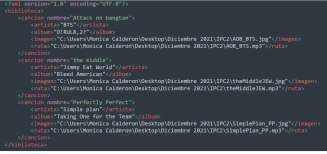 <?xml version="1.0" encoding="UTF-8"?>
<biblioteca>
<cancion nombre="Attack on bangtan">
<artista>"BTS"</artista>
<album>"O!RUL8,2?"</album>
<imagen>"C:\Users\Monica Calderon\Desktop\Diciembre 2021\IPC2\AOB_BTS.jpg"</imagen>
<ruta>"C:\Users\Monica Calderon\Desktop\Diciembre 2021\IPC2\AOB_BTS.mp3"</ruta>
</cancion>
<cancion nombre="the middle">
<artista>"Jimmy Eat World"</artista>
<album>"Bleed American"</album>
<imagen>"C:\Users\Monica Calderon\Desktop\Diciembre 2021\IPC2\theMiddleJEW.jpg"</imagen>
<ruta>"C:\Users\Monica Calderon\Desktop\Diciembre 2021\IPC2\theMiddleJEW.mp3"</ruta>
</cancion>
<cancion nombre="Perfectly Perfect">
<artista>"Simple plan"</artista>
<album>"Taking One for the Team"</album>
<imagen>"C:\Users\Monica Calderon\Desktop\Diciembre 2021\IPC2\SimplePlan_PP.jpg"</imagen>
<ruta>"C:\Users\Monica Calderon\Desktop\Diciembre 2021\IPC2\SimplePlan_PP.mp3"</ruta>
</cancion>
</biblioteca>